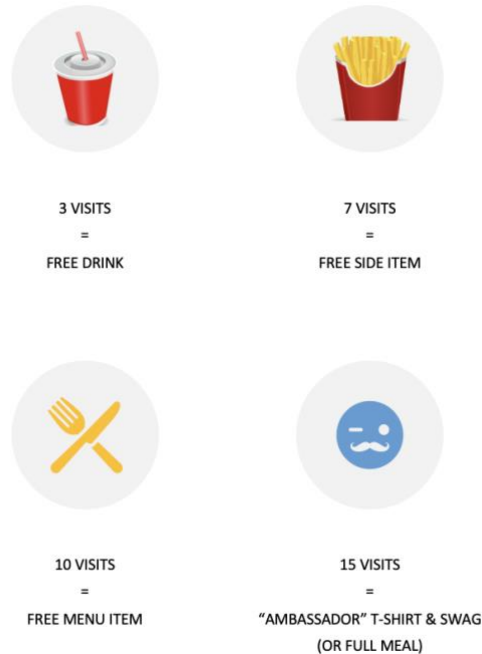 3 VISITS
=
FREE DRINK
7 VISITS
=
FREE SIDE ITEM
10 VISITS
=
FREE MENU ITEM
15 VISITS
=
“AMBASSADOR” T-SHIRT & SWAG
(OR FULL MEAL)